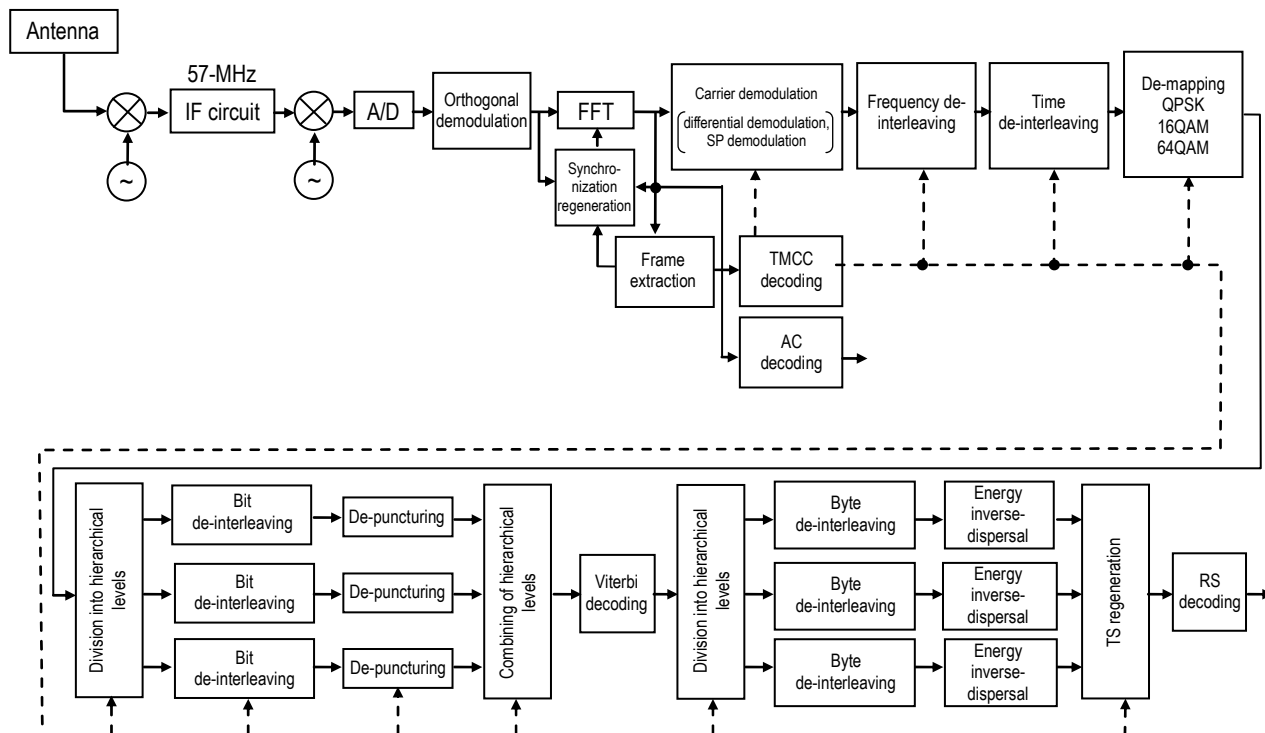 Antenna
57-MHz
IF circuit
~
~
A/D
Orthogonal
demodulation
FFT
Synchro-
nization
regeneration
Frame
extraction
Carrier demodulation
differential demodulation,
SP demodulation
TMCC
decoding
AC
decoding
Frequency de-
interleaving
Time
de-interleaving
De-mapping
QPSK
16QAM
64QAM
Division into hierarchical
levels
Bit
de-interleaving
De-puncturing
Bit
de-interleaving
De-puncturing
Bit
de-interleaving
De-puncturing
Combining of hierarchical
levels
Viterbi
decoding
Division into hierarchical
levels
Byte
de-interleaving
Energy
inverse-
dispersal
Byte
de-interleaving
Energy
inverse-
dispersal
Byte
de-interleaving
Energy
inverse-
dispersal
TS regeneration
RS
decoding